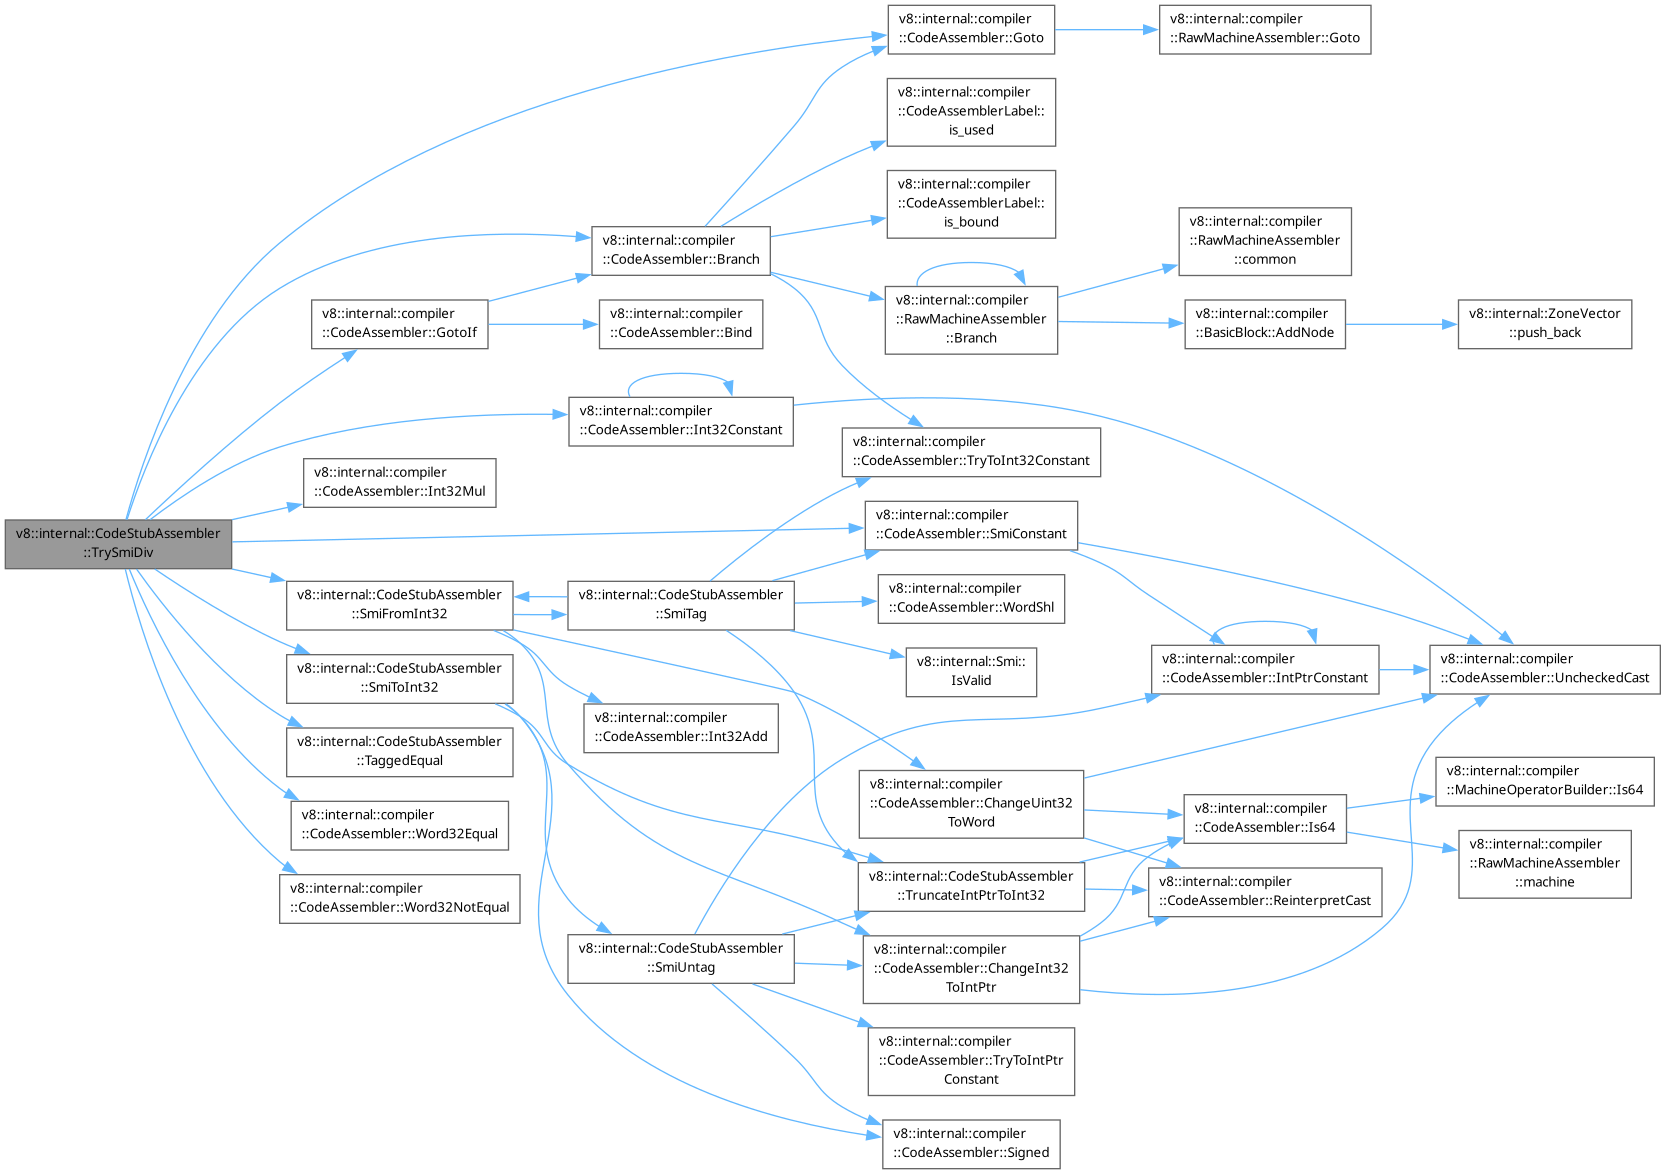 v8::internal::CodeStubAssembler
::TrySmiDiv
v8::internal::compiler
::CodeAssembler::Goto
v8::internal::compiler
::RawMachineAssembler::Goto
v8::internal::compiler
::CodeAssemblerLabel::
is_used
v8::internal::compiler
::CodeAssemblerLabel::
is_bound
v8::internal::compiler
::CodeAssembler::Branch
v8::internal::compiler
::RawMachineAssembler
::common
v8::internal::compiler
::RawMachineAssembler
::Branch
v8::internal::compiler
::BasicBlock::AddNode
v8::internal::ZoneVector
::push_back
v8::internal::compiler
::CodeAssembler::GotoIf
v8::internal::compiler
::CodeAssembler::Bind
v8::internal::compiler
::CodeAssembler::Int32Constant
v8::internal::compiler
::CodeAssembler::TryToInt32Constant
v8::internal::compiler
::CodeAssembler::Int32Mul
v8::internal::compiler
::CodeAssembler::SmiConstant
v8::internal::CodeStubAssembler
::SmiFromInt32
v8::internal::CodeStubAssembler
::SmiTag
v8::internal::compiler
::CodeAssembler::WordShl
v8::internal::Smi::
IsValid
v8::internal::compiler
::CodeAssembler::IntPtrConstant
v8::internal::compiler
::CodeAssembler::UncheckedCast
v8::internal::CodeStubAssembler
::SmiToInt32
v8::internal::compiler
::CodeAssembler::Int32Add
v8::internal::CodeStubAssembler
::TaggedEqual
v8::internal::compiler
::CodeAssembler::ChangeUint32
ToWord
v8::internal::compiler
::MachineOperatorBuilder::Is64
v8::internal::compiler
::CodeAssembler::Word32Equal
v8::internal::compiler
::CodeAssembler::Is64
v8::internal::compiler
::RawMachineAssembler
::machine
v8::internal::compiler
::CodeAssembler::Word32NotEqual
v8::internal::CodeStubAssembler
::TruncateIntPtrToInt32
v8::internal::compiler
::CodeAssembler::ReinterpretCast
v8::internal::CodeStubAssembler
::SmiUntag
v8::internal::compiler
::CodeAssembler::ChangeInt32
ToIntPtr
v8::internal::compiler
::CodeAssembler::TryToIntPtr
Constant
v8::internal::compiler
::CodeAssembler::Signed